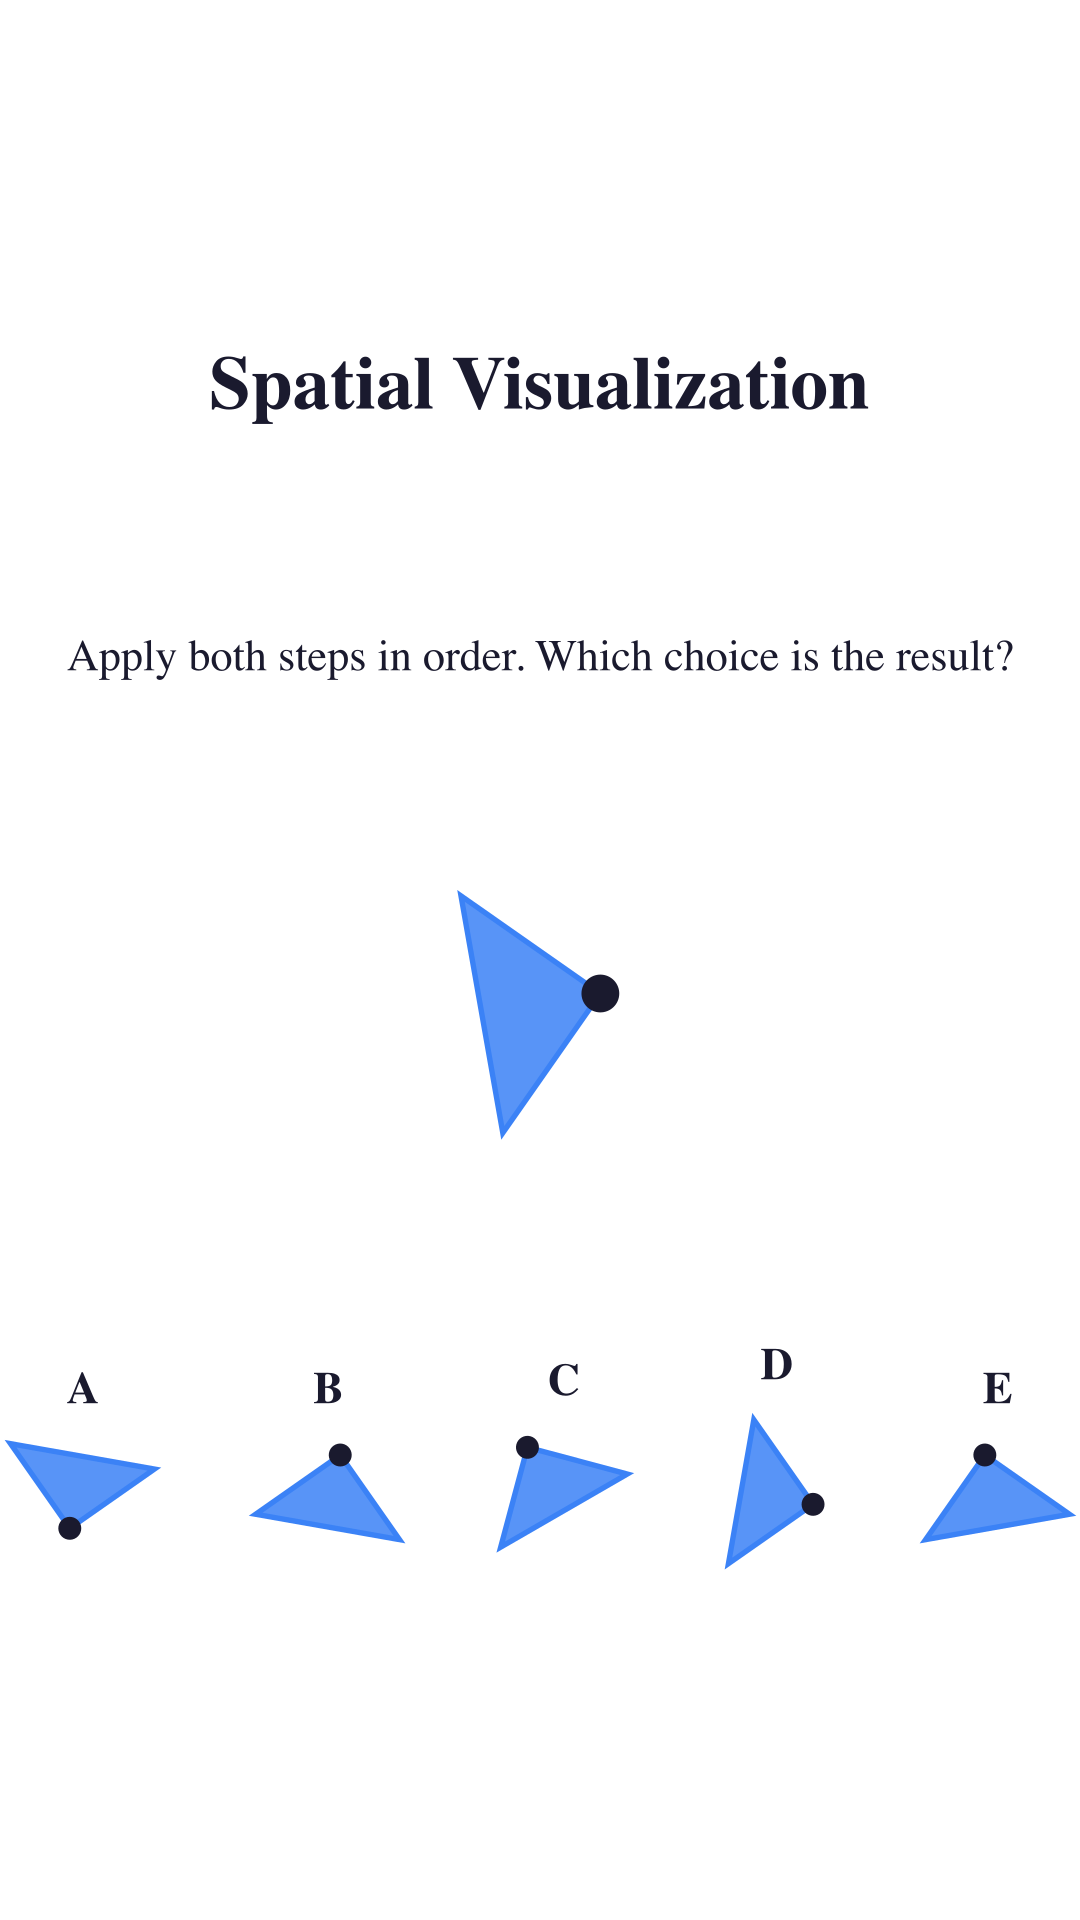 Spatial Visualization
Apply both steps in order. Which choice is the result?
A B C D E